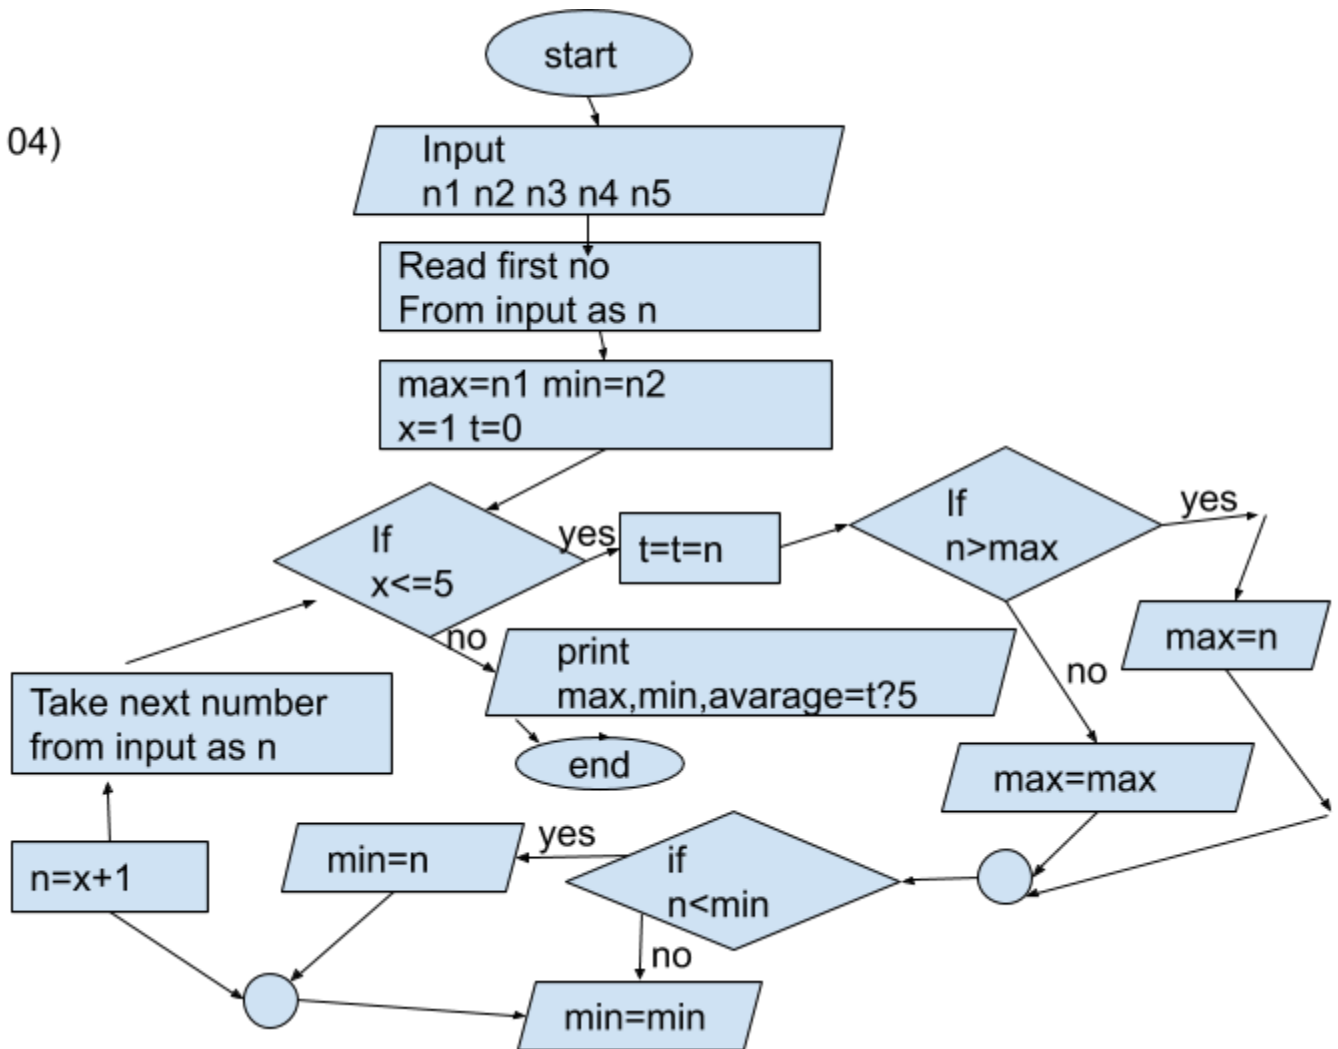 start
04)
Input
n1 n2 n3 n4 n5
Read first no
From input as n
max=n1 min=n2
x=1 t=0
If
x<=5
yes
t=t=n
If
n>max
yes
max=n
no
print
max,min,avarage=t?5
no
end
max=max
Take next number
from input as n
n=x+1
min=n
yes
if
n<min
no
min=min